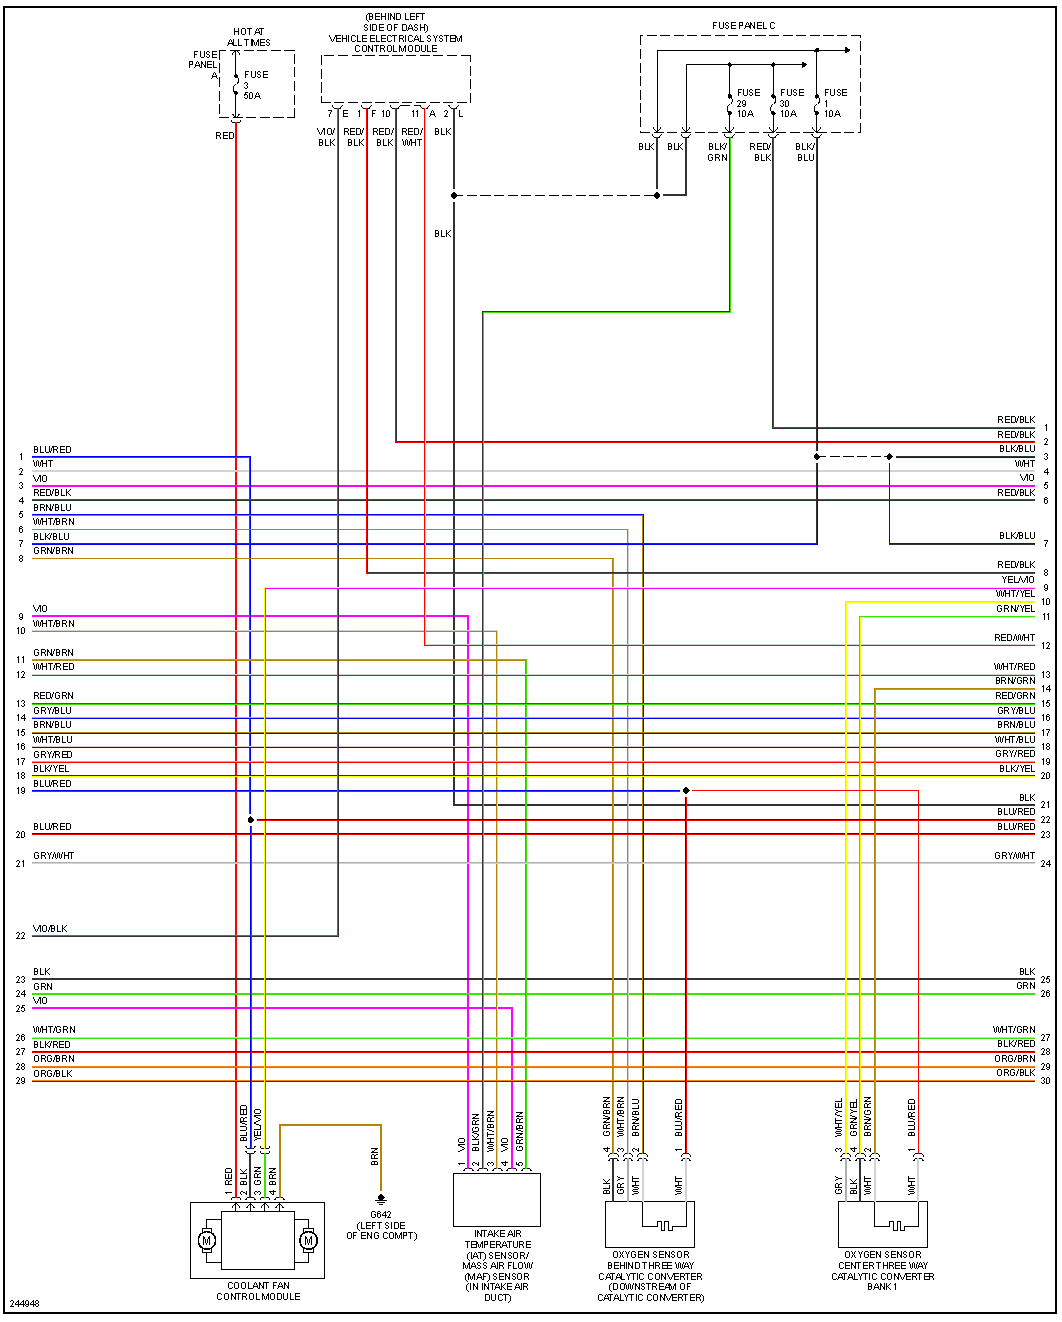 HOT AT
ALL TIMES
FUSE
PANEL
A
FUSE
3
50A
RED
(BEHIND LEFT
SIDE OF DASH)
VEHICLE ELECTRICAL SYSTEM
CONTROL MODULE
7 E 1 F 10 11 A 2 L
VIO/
BLK
RED/
BLK
RED/
BLK
RED/
WHT
BLK
BLK
FUSE PANEL C
FUSE
29
10A
FUSE
30
10A
FUSE
1
10A
BLK
BLK
BLK/
GRN
RED/
BLK
BLK/
BLU
1 BLU/RED
2 WHT
3 VIO
4 RED/BLK
5 BRN/BLU
6 WHT/BRN
7 BLK/BLU
8 GRN/BRN
9 VIO
10 WHT/BRN
11 GRN/BRN
12 WHT/RED
13 RED/GRN
14 GRY/BLU
15 BRN/BLU
16 WHT/BLU
17 GRY/RED
18 BLK/YEL
19 BLU/RED
20 BLU/RED
21 GRY/WHT
22 VIO/BLK
23 BLK
24 GRN
25 VIO
26 WHT/GRN
27 BLK/RED
28 ORG/BRN
29 ORG/BLK
RED/BLK 1
RED/BLK 2
BLK/BLU 3
WHT 4
VIO 5
RED/BLK 6
BLK/BLU 7
RED/BLK 8
YEL/VIO 9
WHT/YEL 10
GRN/YEL 11
RED/WHT 12
WHT/RED 13
BRN/GRN 14
RED/GRN 15
GRY/BLU 16
BRN/BLU 17
WHT/BLU 18
GRY/RED 19
BLK/YEL 20
BLK 21
BLU/RED 22
BLU/RED 23
GRY/WHT 24
BLK 25
GRN 26
WHT/GRN 27
BLK/RED 28
ORG/BRN 29
ORG/BLK 30
BLU/RED
YEL/VIO
1 RED
2 BLK
3 GRN
4 BRN
BRN
G642
(LEFT SIDE
OF ENG COMPT)
M
M
COOLANT FAN
CONTROL MODULE
1 VIO
2 BLK/GRN
3 WHT/BRN
4 VIO
5 GRN/BRN
INTAKE AIR
TEMPERATURE
(IAT) SENSOR/
MASS AIR FLOW
(MAF) SENSOR
(IN INTAKE AIR
DUCT)
4 GRN/BRN
3 WHT/BRN
2 BRN/BLU
1 BLU/RED
BLK
GRY
WHT
WHT
OXYGEN SENSOR
BEHIND THREE WAY
CATALYTIC CONVERTER
(DOWNSTREAM OF
CATALYTIC CONVERTER)
3 WHT/YEL
4 GRN/YEL
2 BRN/GRN
1 BLU/RED
GRY
BLK
WHT
WHT
OXYGEN SENSOR
CENTER THREE WAY
CATALYTIC CONVERTER
BANK 1
244948